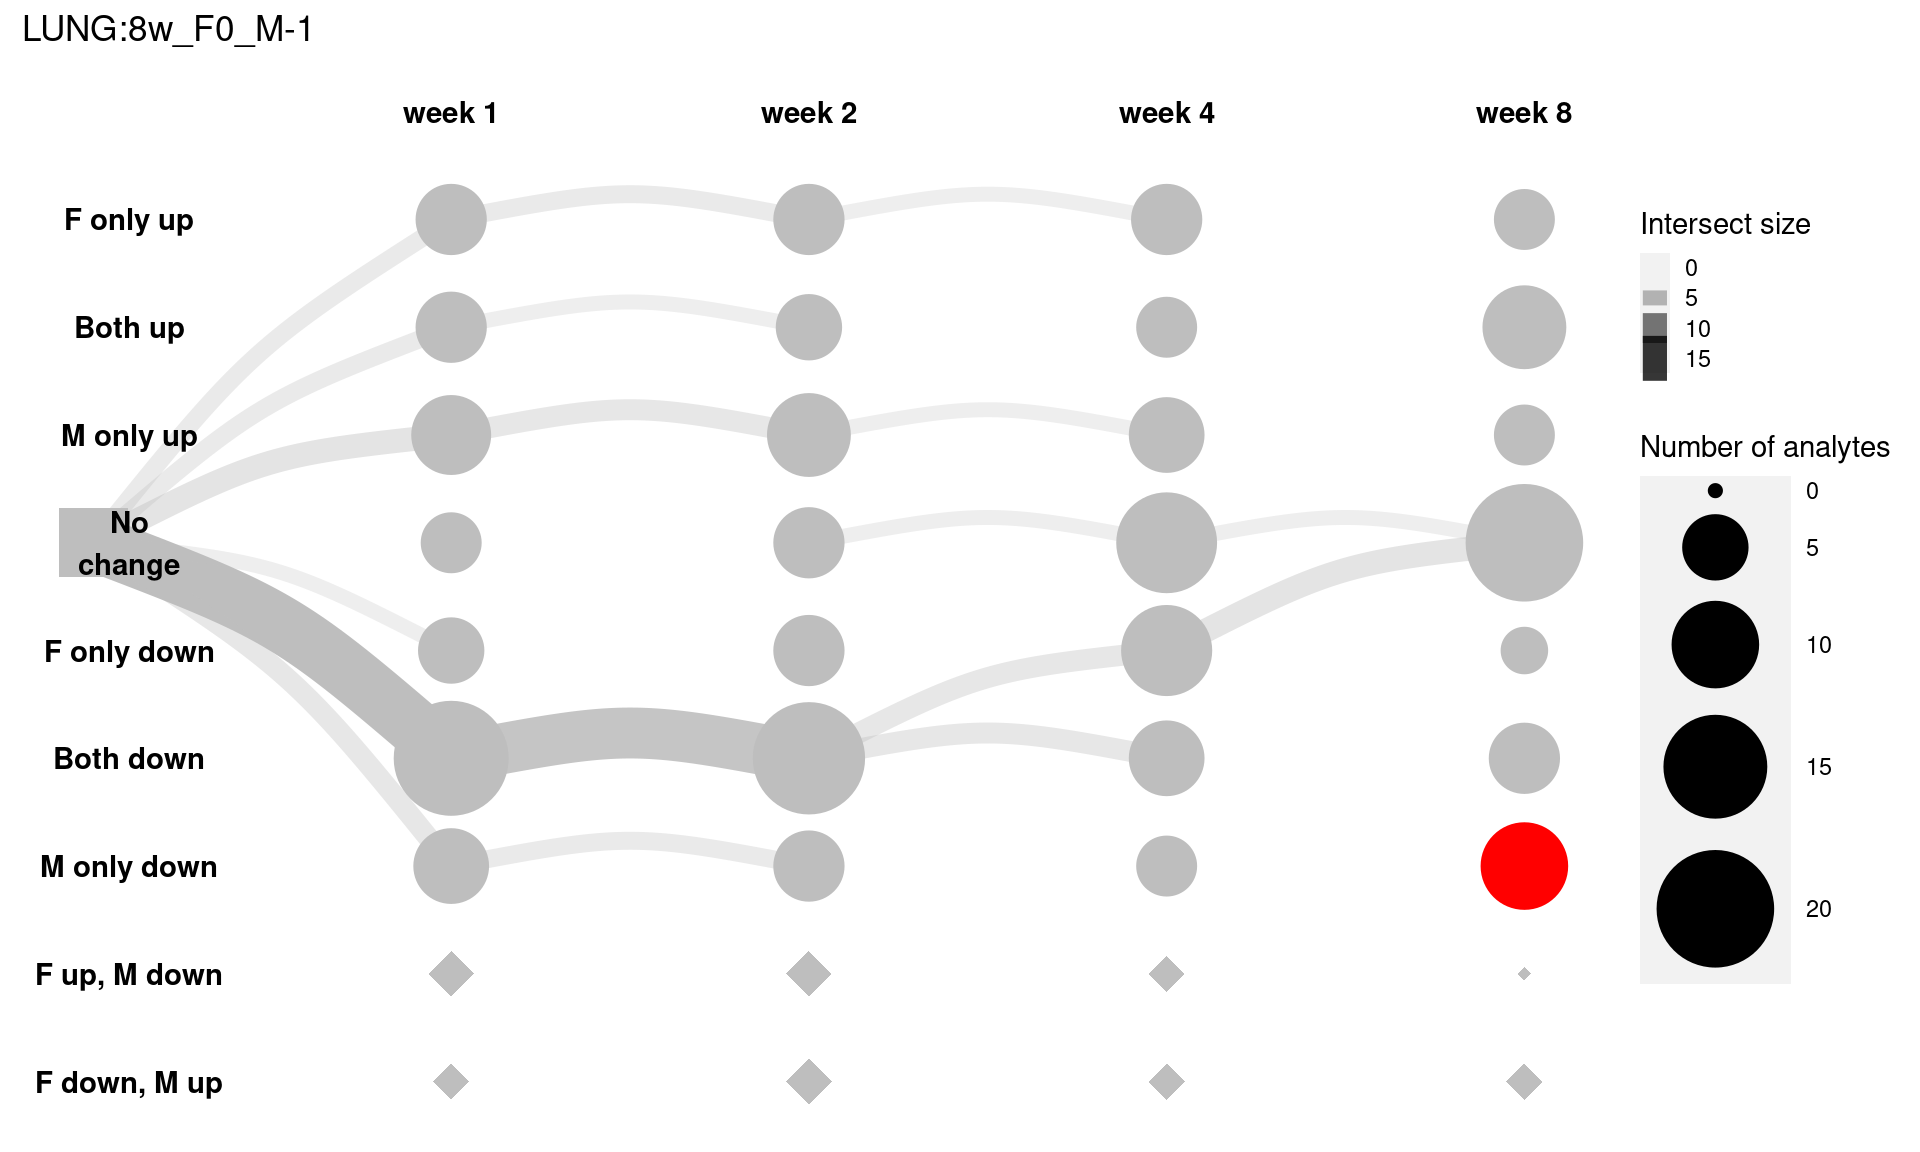 LUNG:8w_F0_M-1
week 1
week 2
week 4
week 8
F only up
Both up
M only up
No
change
F only down
Both down
M only down
F up, M down
F down, M up
Intersect size
0
5
10
15
Number of analytes
0
5
10
15
20